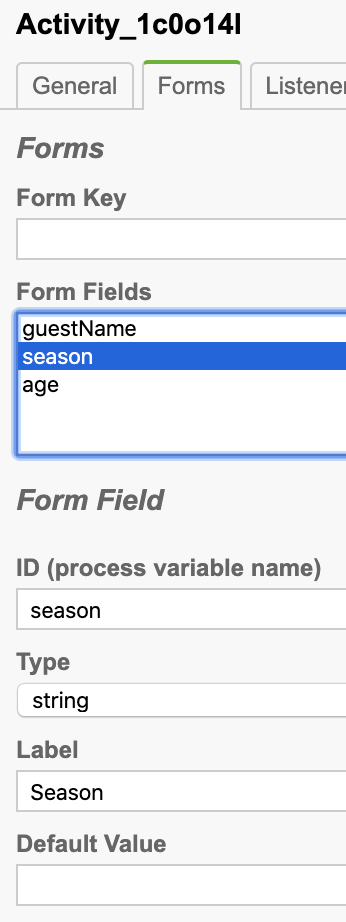 Activity_1c0o14l
General
Forms
Listener
Forms
Form Key
Form Fields
guestName
season
age
Form Field
ID (process variable name)
season
Type
string
Label
Season
Default Value